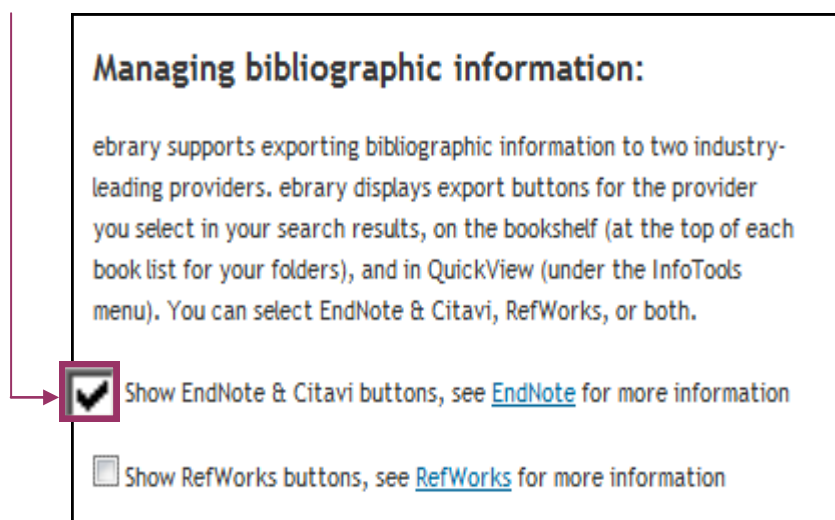 Managing bibliographic information:
ebrary supports exporting bibliographic information to two industry-
leading providers. ebrary displays export buttons for the provider
you select in your search results, on the bookshelf (at the top of each
book list for your folders), and in QuickView (under the InfoTools
menu). You can select EndNote & Citavi, RefWorks, or both.
Show EndNote & Citavi buttons, see EndNote for more information
Show RefWorks buttons, see RefWorks for more information